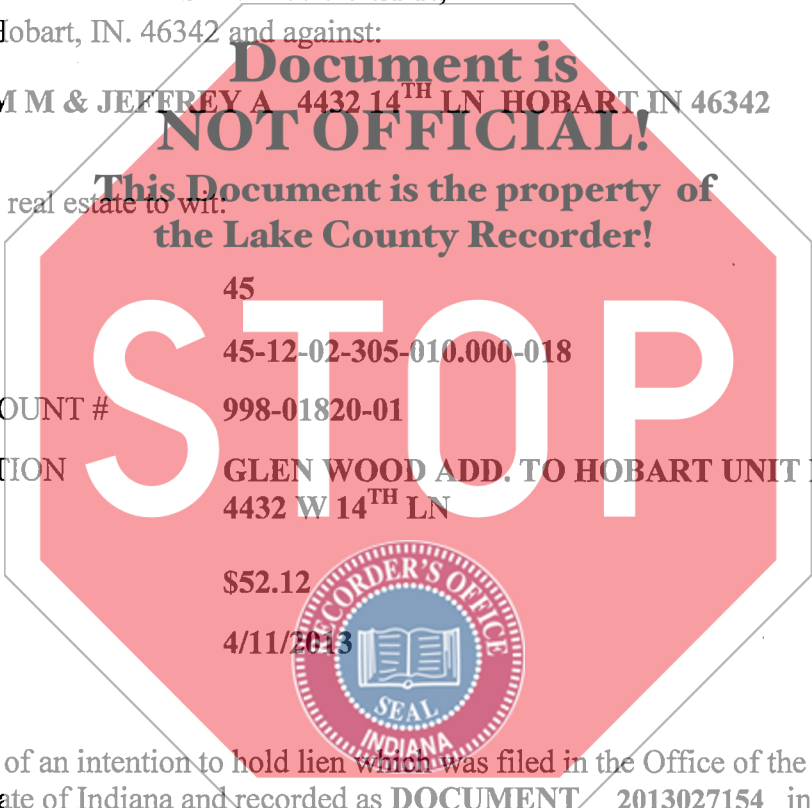 Hobart, IN. 46342 and against:
Document is
M M & JEFFREY A 4432 14TH LN HOBART IN 46342
NOT OFFICIAL!
This Document is the property of
real estate to wit:
the Lake County Recorder!
45
STOP
45-12-02-305-010.000-018
OUNT # 998-01820-01
TION GLEN WOOD ADD. TO HOBART UNIT
4432 W 14TH LN
$52.12
RECORDER'S OFFICE
4/11/2013
SEAL
INDIANA
of an intention to hold lien which was filed in the Office of the
ate of Indiana and recorded as DOCUMENT 2013027154 in